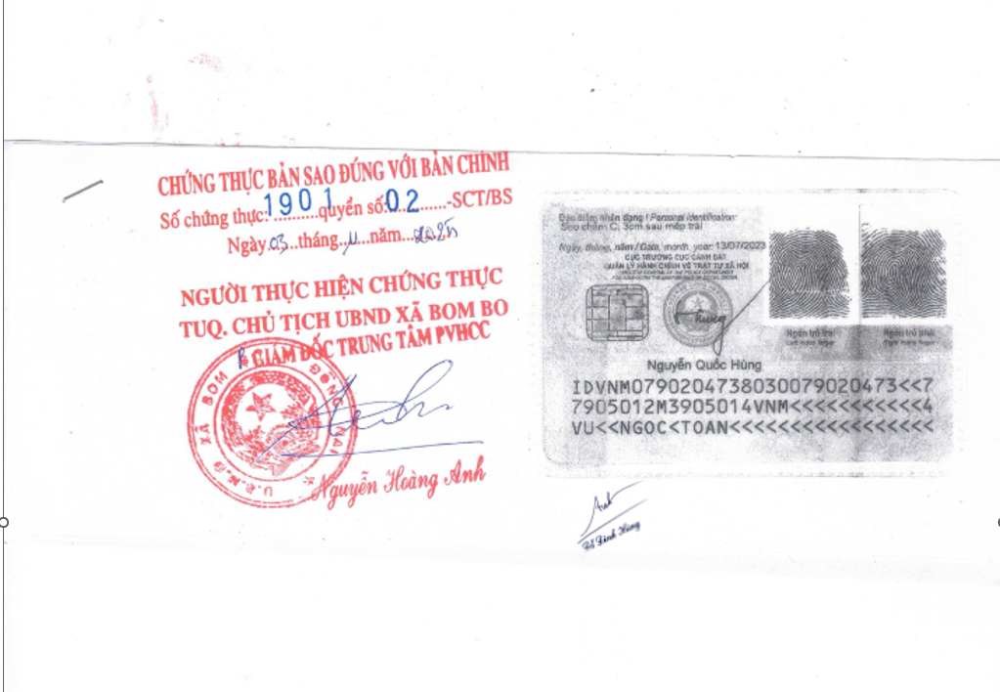 CHỨNG THỰC BẢN SAO ĐÚNG VỚI BẢN CHÍNH
Số chứng thực: 1901 quyển số: 02 -SCT/BS
Ngày 03 tháng 11 năm 2025
NGƯỜI THỰC HIỆN CHỨNG THỰC
TUQ. CHỦ TỊCH UBND XÃ BOM BO
GIÁM ĐỐC TRUNG TÂM PVHCC
U.B.N.D XÃ BOM BO ĐỒNG NAI
Nguyễn Hoàng Anh
Đặc điểm nhân dạng / Personal identification:
Sẹo chấm C: 3cm sau mép trái
Ngày, tháng, năm / Date, month, year: 13/07/2023
CỤC TRƯỞNG CỤC CẢNH SÁT
QUẢN LÝ HÀNH CHÍNH VỀ TRẬT TỰ XÃ HỘI
Ngón trỏ trái
Left index finger
Ngón trỏ phải
Right index finger
Nguyễn Quốc Hùng
IDVNM0790204738030079020473<<7
7905012M3905014VNM<<<<<<<<<<<4
VU<<NGOC<TOAN<<<<<<<<<<<<<<<<<
Đỗ Đình Hùng